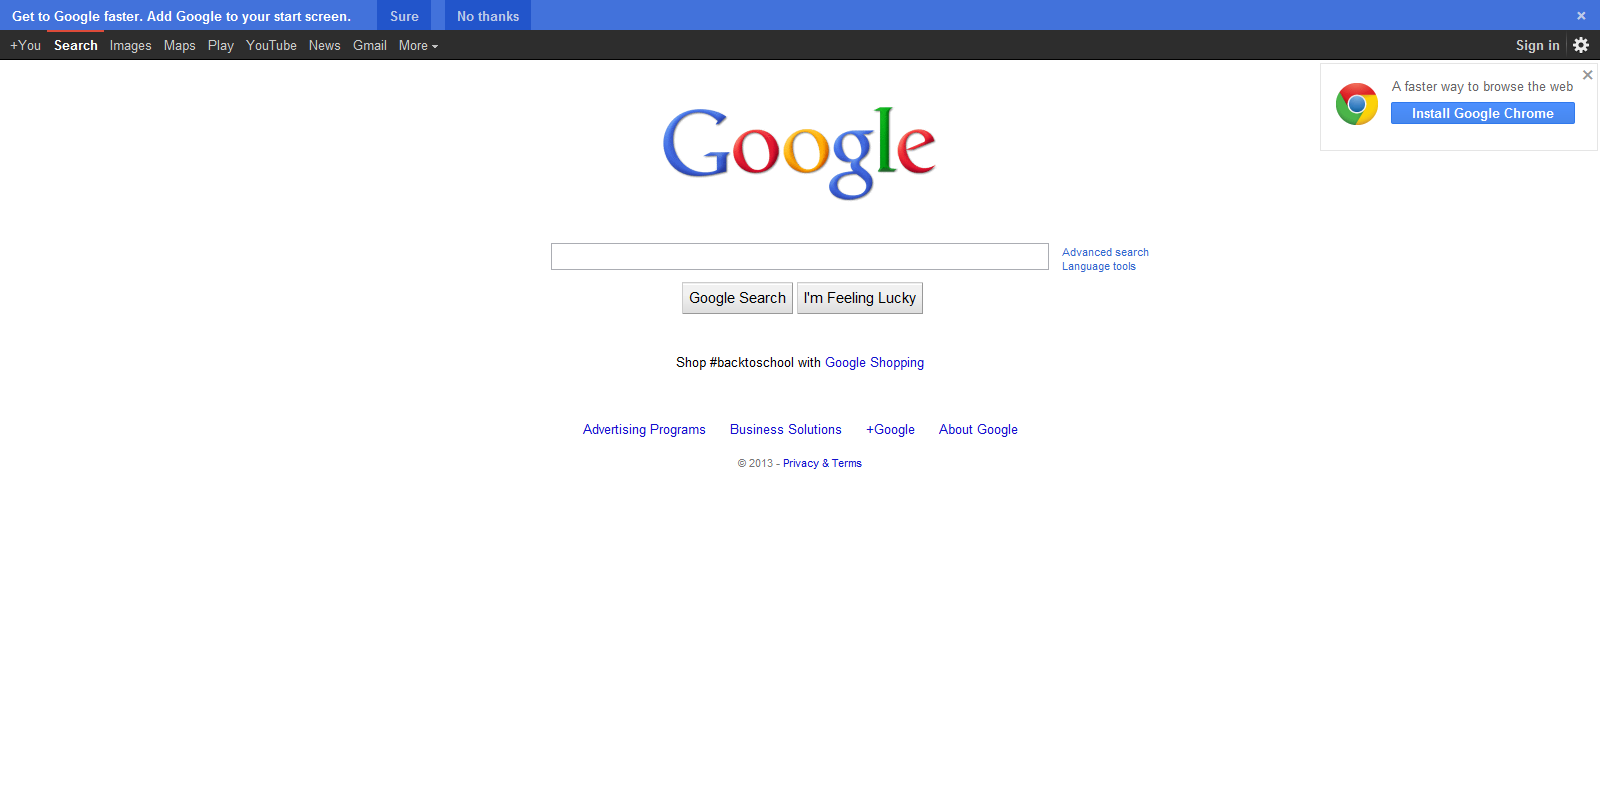 Get to Google faster. Add Google to your start screen. Sure No thanks ×
+You Search Images Maps Play YouTube News Gmail More Sign in
A faster way to browse the web
Install Google Chrome
Google
Advanced search
Language tools
Google Search I'm Feeling Lucky
Shop #backtoschool with Google Shopping
Advertising Programs Business Solutions +Google About Google
© 2013 - Privacy & Terms